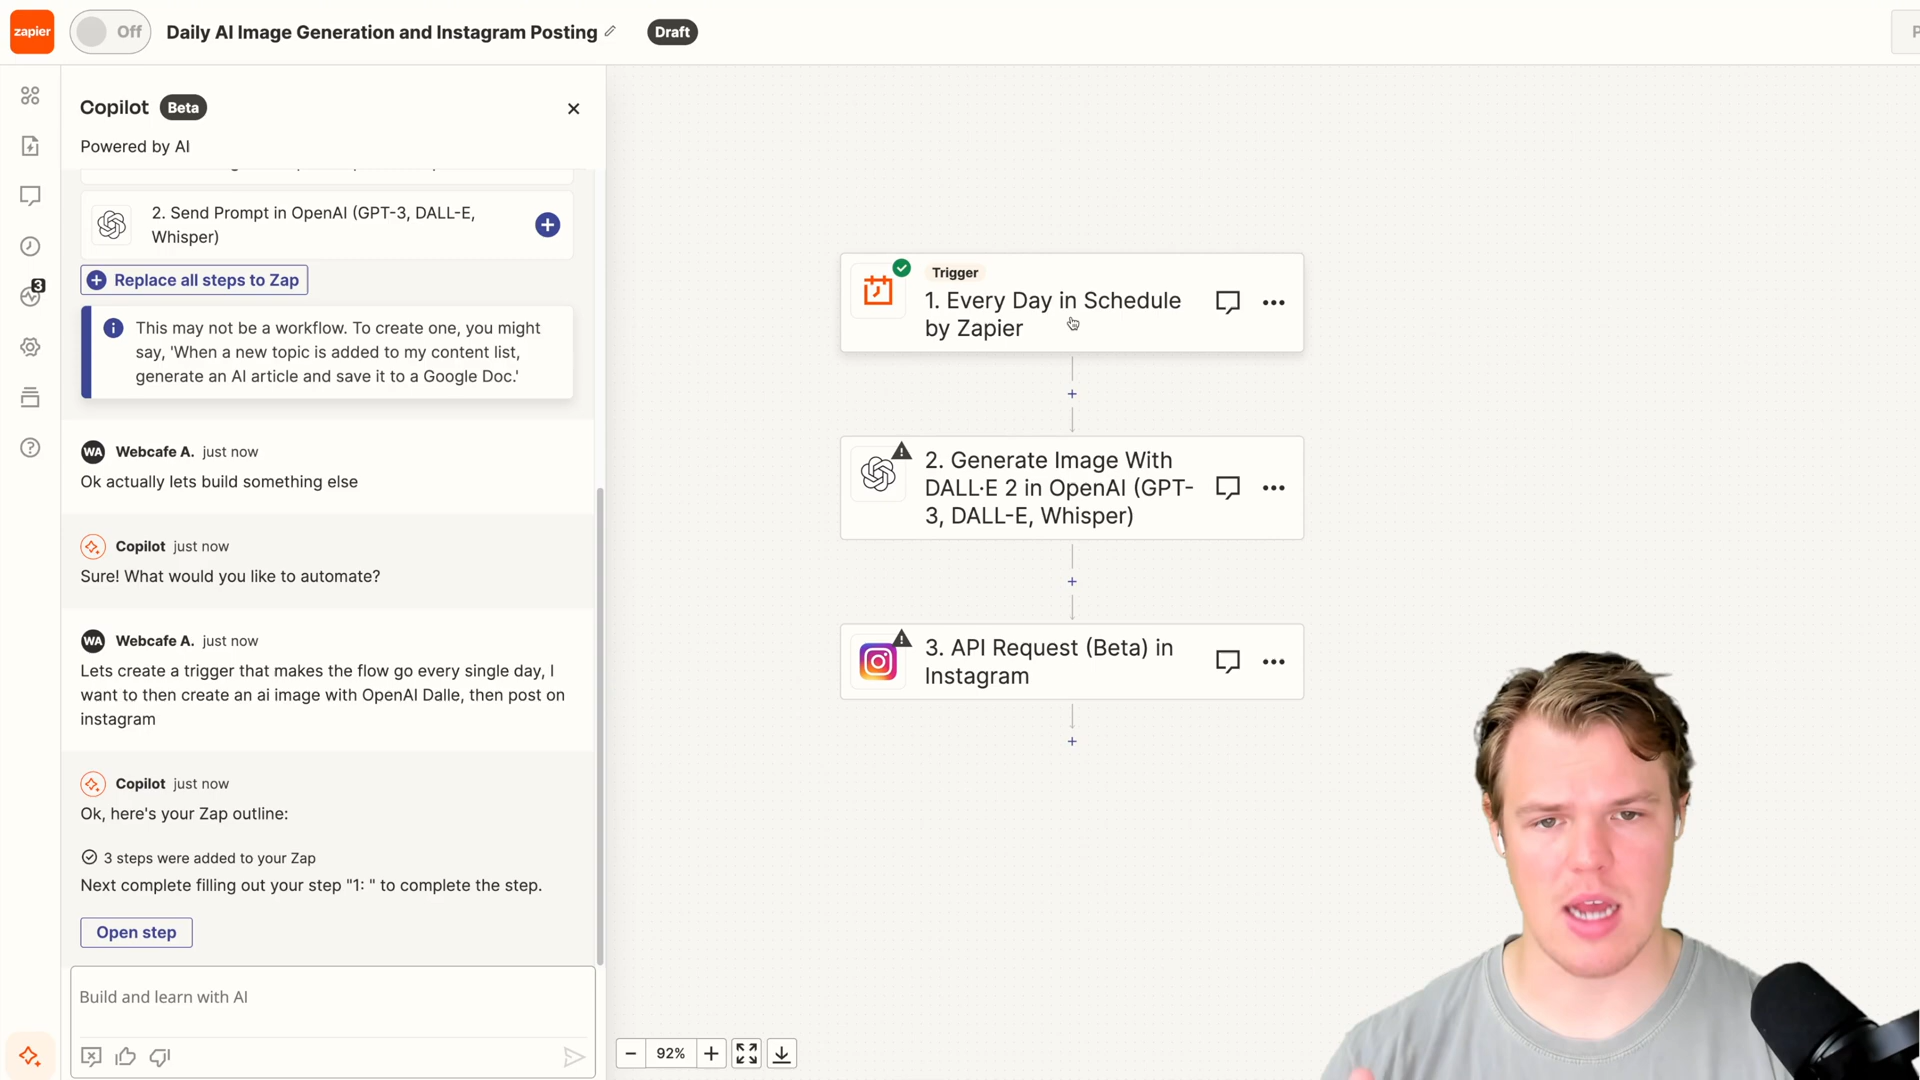 zapier
Off
Daily AI Image Generation and Instagram Posting
Draft
Copilot
Beta
Powered by AI
2. Send Prompt in OpenAI (GPT-3, DALL-E,
Whisper)
Replace all steps to Zap
This may not be a workflow. To create one, you might
say, 'When a new topic is added to my content list,
generate an AI article and save it to a Google Doc.'
WA Webcafe A. just now
Ok actually lets build something else
Copilot just now
Sure! What would you like to automate?
WA Webcafe A. just now
Lets create a trigger that makes the flow go every single day, I
want to then create an ai image with OpenAI Dalle, then post on
instagram
Copilot just now
Ok, here's your Zap outline:
3 steps were added to your Zap
Next complete filling out your step "1: " to complete the step.
Open step
Build and learn with AI
3
Trigger
1. Every Day in Schedule
by Zapier
2. Generate Image With
DALL·E 2 in OpenAI (GPT-
3, DALL-E, Whisper)
3. API Request (Beta) in
Instagram
92%